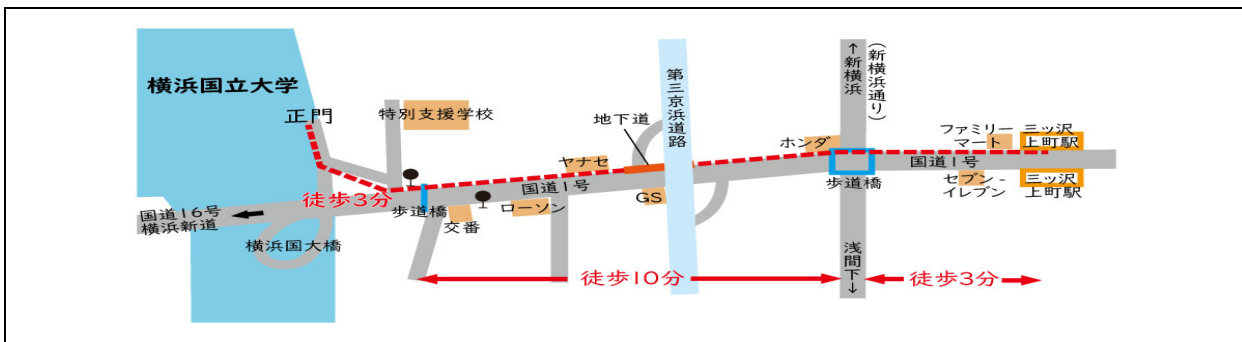 横浜国立大学
正門
特別支援学校
地下道
第三京浜道路
↑新横浜
(新横浜通り)
ホンダ
ファミリー
マート
三ッ沢
上町駅
ヤナセ
国道1号
国道1号
歩道橋
セブン-
イレブン
三ッ沢
上町駅
徒歩3分
歩道橋
ローソン
GS
交番
国道16号
横浜新道
横浜国大橋
浅間下↓
徒歩10分
徒歩3分